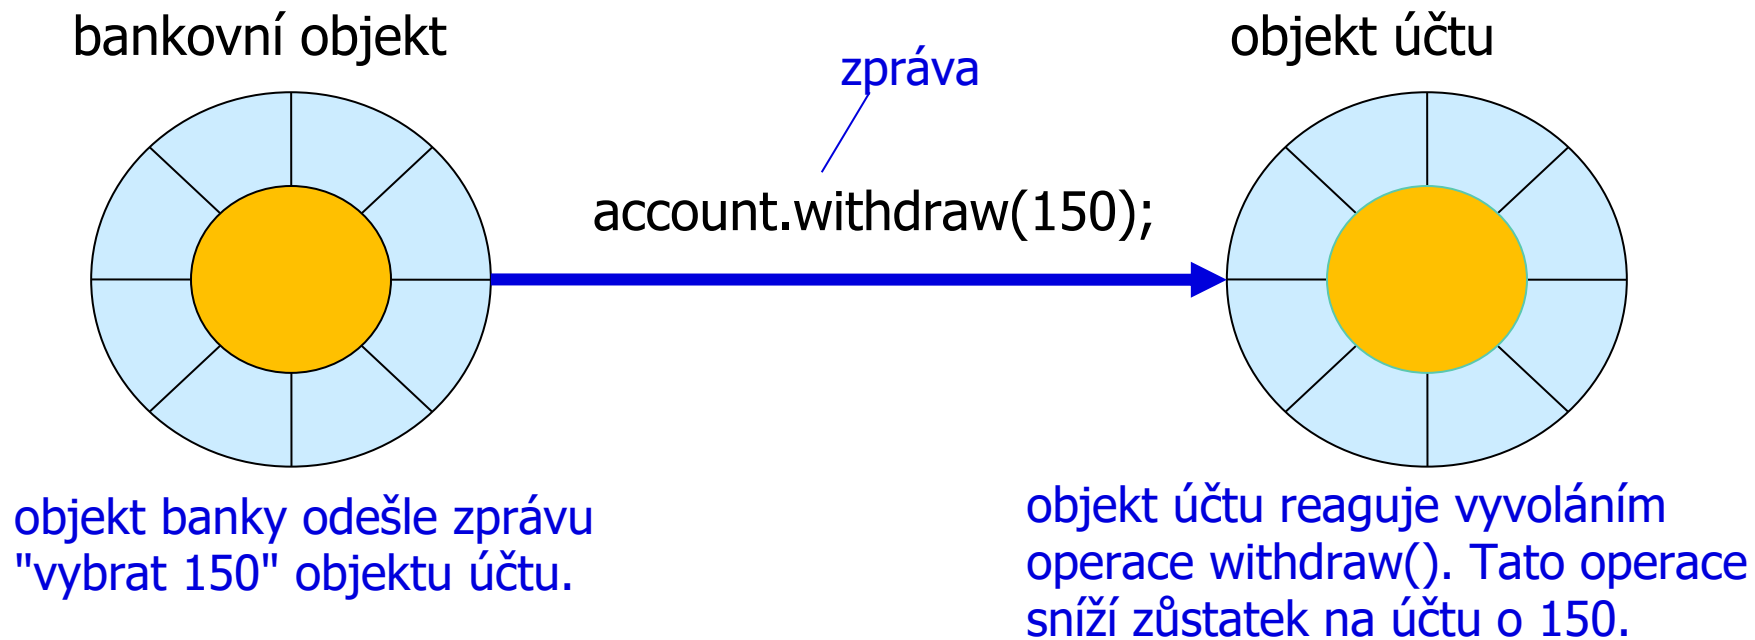 bankovní objekt
zpráva
objekt účtu
account.withdraw(150);
objekt banky odešle zprávu
"vybrat 150" objektu účtu.
objekt účtu reaguje vyvoláním
operace withdraw(). Tato operace
sníží zůstatek na účtu o 150.